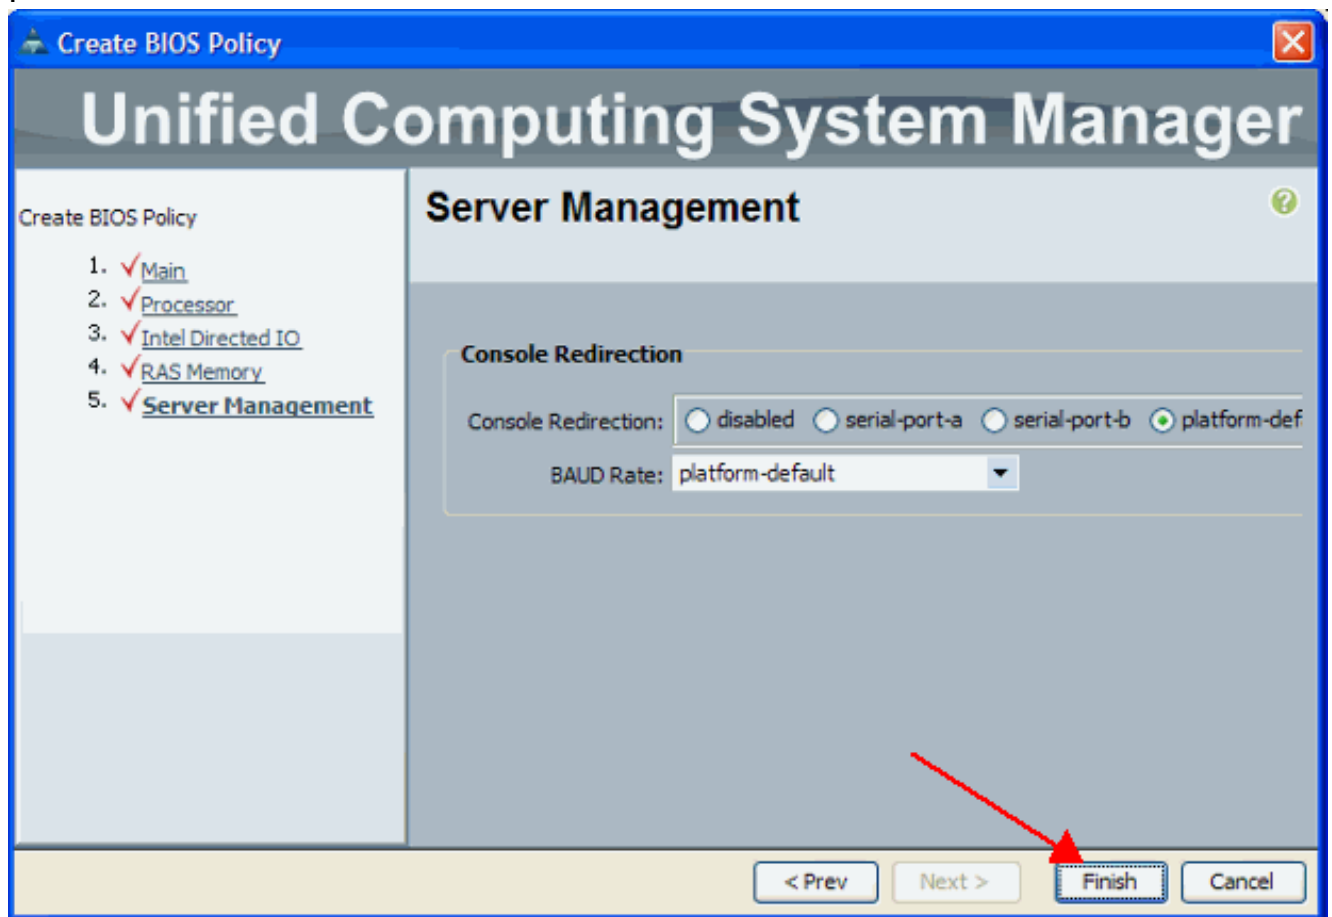 Create BIOS Policy
Unified Computing System Manager
Create BIOS Policy
1. Main
2. Processor
3. Intel Directed IO
4. RAS Memory
5. Server Management
Server Management
?
Console Redirection
Console Redirection: disabled serial-port-a serial-port-b platform-def
BAUD Rate: platform-default
< Prev Next > Finish Cancel